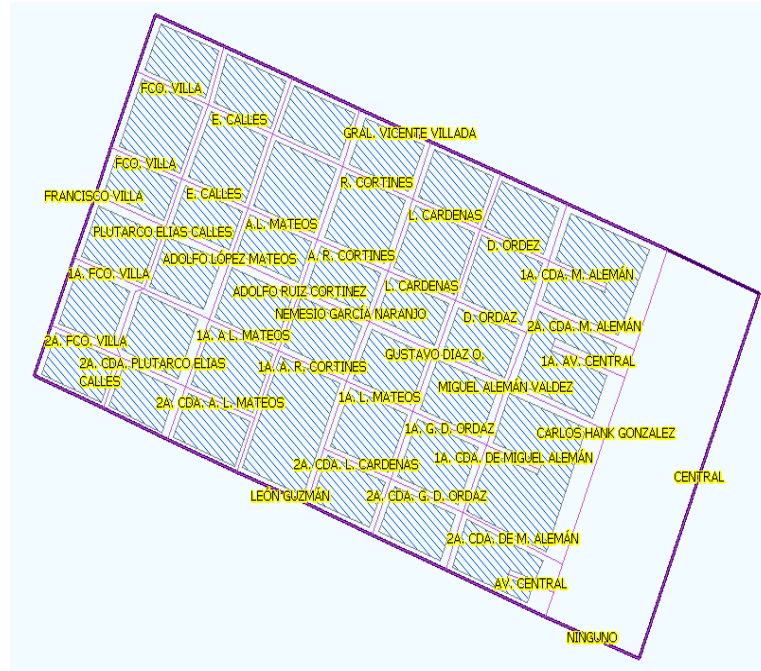 FCO. VILLA
E. CALLES
GRAL. VICENTE VILLADA
FCO. VILLA
R. CORTINES
FRANCISCO VILLA
E. CALLES
L. CARDENAS
A.L. MATEOS
PLUTARCO ELIAS CALLES
D. ORDEZ
ADOLFO LÓPEZ MATEOS
A. R. CORTINES
1A. FCO. VILLA
1A. CDA. M. ALEMÁN
ADOLFO RUIZ CORTINEZ
L. CARDENAS
NEMESIO GARCÍA NARANJO
D. ORDAZ
2A. CDA. M. ALEMÁN
1A. A L. MATEOS
2A. FCO. VILLA
GUSTAVO DIAZ O.
1A. AV. CENTRAL
2A. CDA. PLUTARCO ELIAS
CALLES
1A. A. R. CORTINES
MIGUEL ALEMÁN VALDEZ
1A. L. MATEOS
2A. CDA. A. L. MATEOS
1A. G. D. ORDAZ
CARLOS HANK GONZALEZ
1A. CDA. DE MIGUEL ALEMÁN
2A. CDA. L. CARDENAS
CENTRAL
LEÓN GUZMÁN
2A. CDA. G. D. ORDAZ
2A. CDA. DE M. ALEMÁN
AV. CENTRAL
NINGUNO